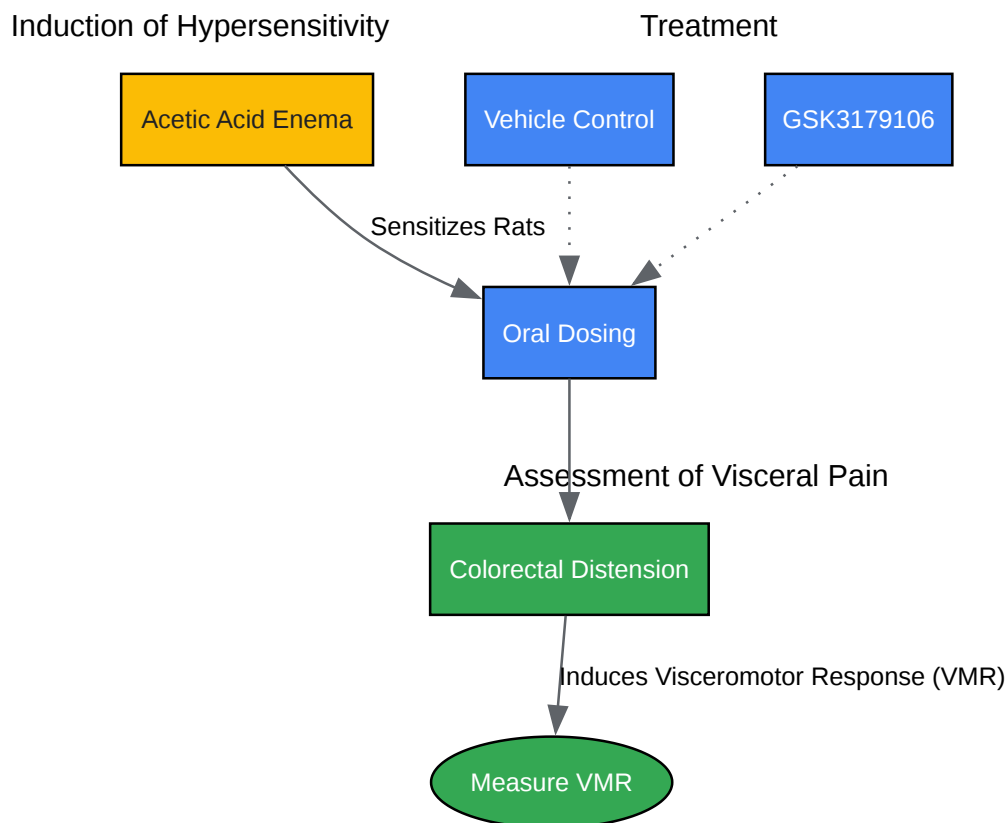 Induction of Hypersensitivity
Treatment
Acetic Acid Enema
Vehicle Control
GSK3179106
Sensitizes Rats
Oral Dosing
Assessment of Visceral Pain
Colorectal Distension
Induces Visceromotor Response (VMR)
Measure VMR